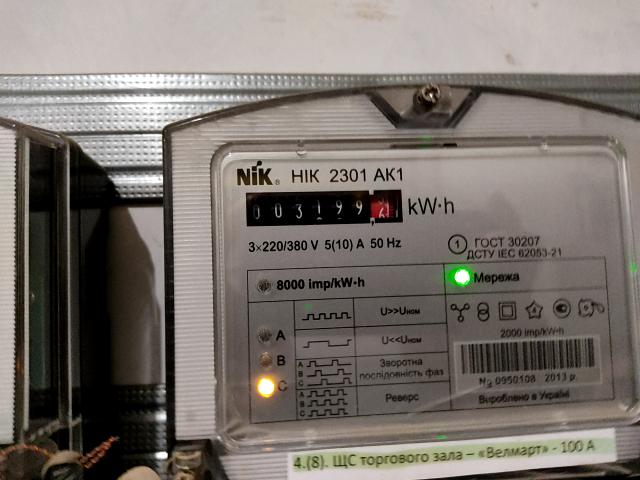 NiK® НІК 2301 АК1
003199,6 kW·h
3×220/380 V 5(10) A 50 Hz
1 ГОСТ 30207
ДСТУ IEC 62053-21
8000 imp/kW·h
Мережа
U>>Uном
A
U<<Uном
B
C
A
B
C
Зворотна
послідовність фаз
A
B
C
Реверс
2000 imp/kW·h
№ 0950108 2013 р.
Вироблено в Україні
4.(8). ЩС торгового зала – «Велмарт» - 100 А